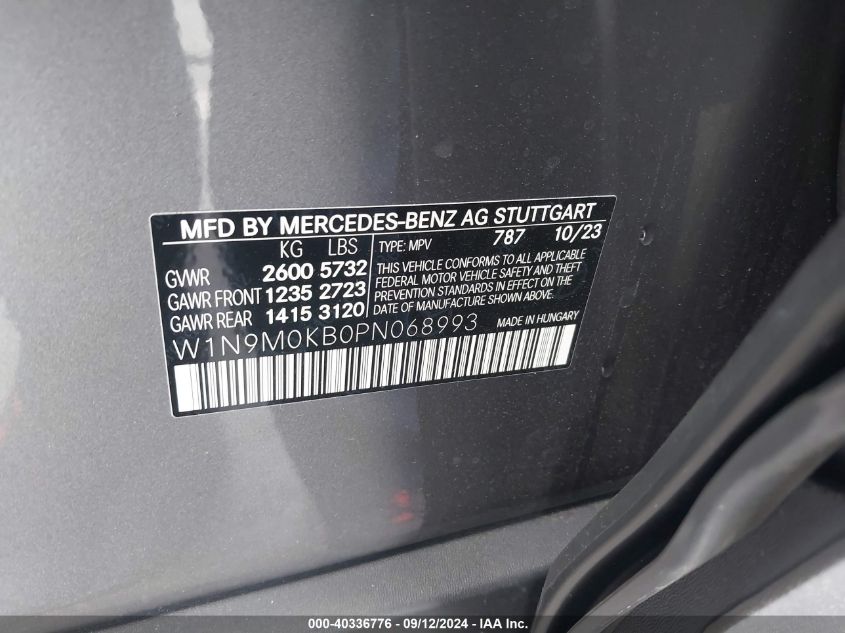 MFD BY MERCEDES-BENZ AG STUTTGART
KG LBS
GVWR 2600 5732
GAWR FRONT 1235 2723
GAWR REAR 1415 3120
TYPE: MPV 787 10/23
THIS VEHICLE CONFORMS TO ALL APPLICABLE
FEDERAL MOTOR VEHICLE SAFETY AND THEFT
PREVENTION STANDARDS IN EFFECT ON THE
DATE OF MANUFACTURE SHOWN ABOVE.
W1N9M0KB0PN068993 MADE IN HUNGARY
000-40336776 - 09/12/2024 - IAA Inc.